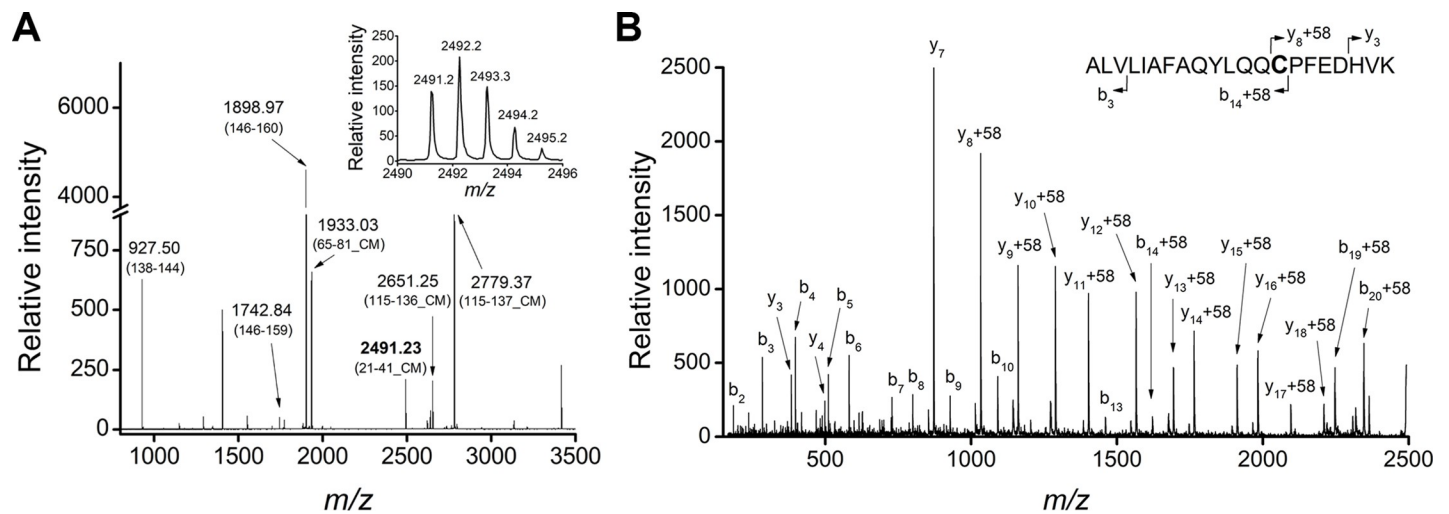 A
Relative intensity
6000
4000
750
500
250
0
1000
1500
2000
2500
3000
3500
m/z
927.50
(138-144)
1898.97
(146-160)
1742.84
(146-159)
1933.03
(65-81_CM)
2651.25
(115-136_CM)
2491.23
(21-41_CM)
2779.37
(115-137_CM)
Relative intensity
250
200
150
100
50
0
2491.2
2492.2
2493.3
2494.2
2495.2
2490
2492
2494
2496
m/z
B
Relative intensity
2500
2000
1500
1000
500
0
500
1000
1500
2000
2500
m/z
y8+58
y3
ALVLIAFAQYLQQCPFEDHVK
b3
b14+58
b2
b3
y3
b4
y4
b5
b6
b7
b8
y7
b9
y8+58
b10
y9+58
y10+58
y11+58
b13
y12+58
b14+58
y13+58
y14+58
y15+58
y16+58
y17+58
y18+58
b19+58
b20+58